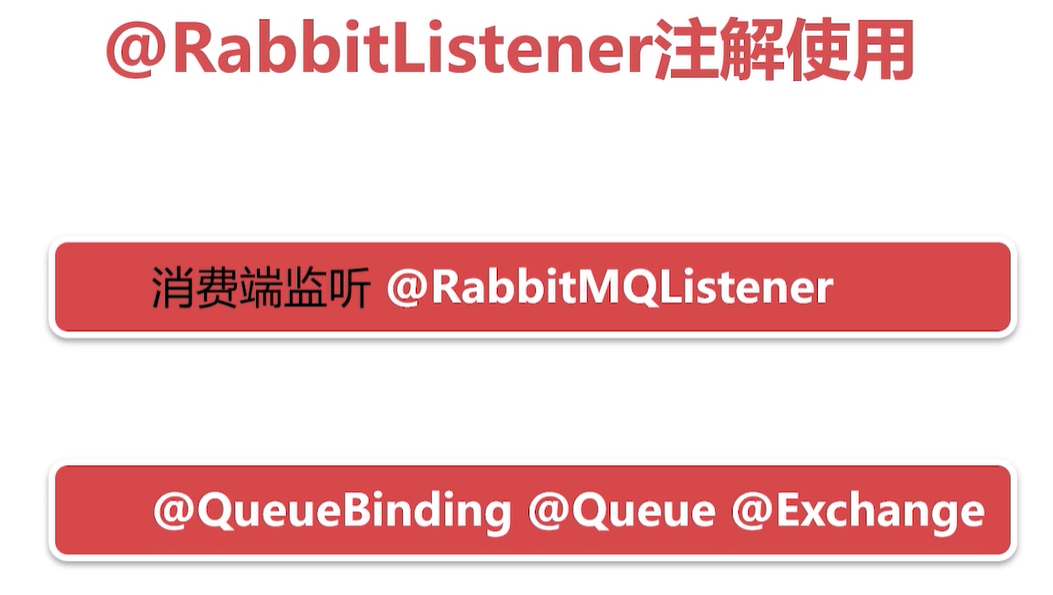 @RabbitListener注解使用
消费端监听 @RabbitMQListener
@QueueBinding @Queue @Exchange